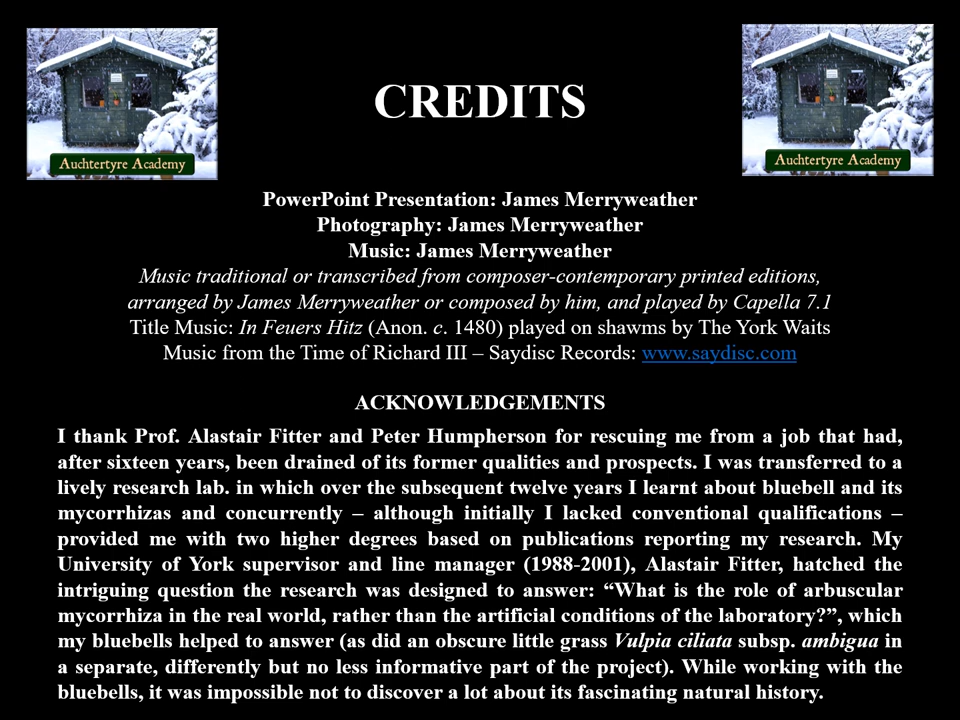 CREDITS
Auchtertyre Academy
Auchtertyre Academy
PowerPoint Presentation: James Merryweather
Photography: James Merryweather
Music: James Merryweather
Music traditional or transcribed from composer-contemporary printed editions,
arranged by James Merryweather or composed by him, and played by Capella 7.1
Title Music: In Feuers Hitz (Anon. c. 1480) played on shawms by The York Waits
Music from the Time of Richard III – Saydisc Records: www.saydisc.com
ACKNOWLEDGEMENTS
I thank Prof. Alastair Fitter and Peter Humpherson for rescuing me from a job that had,
after sixteen years, been drained of its former qualities and prospects. I was transferred to a
lively research lab. in which over the subsequent twelve years I learnt about bluebell and its
mycorrhizas and concurrently – although initially I lacked conventional qualifications –
provided me with two higher degrees based on publications reporting my research. My
University of York supervisor and line manager (1988-2001), Alastair Fitter, hatched the
intriguing question the research was designed to answer: “What is the role of arbuscular
mycorrhiza in the real world, rather than the artificial conditions of the laboratory?”, which
my bluebells helped to answer (as did an obscure little grass Vulpia ciliata subsp. ambigua in
a separate, differently but no less informative part of the project). While working with the
bluebells, it was impossible not to discover a lot about its fascinating natural history.